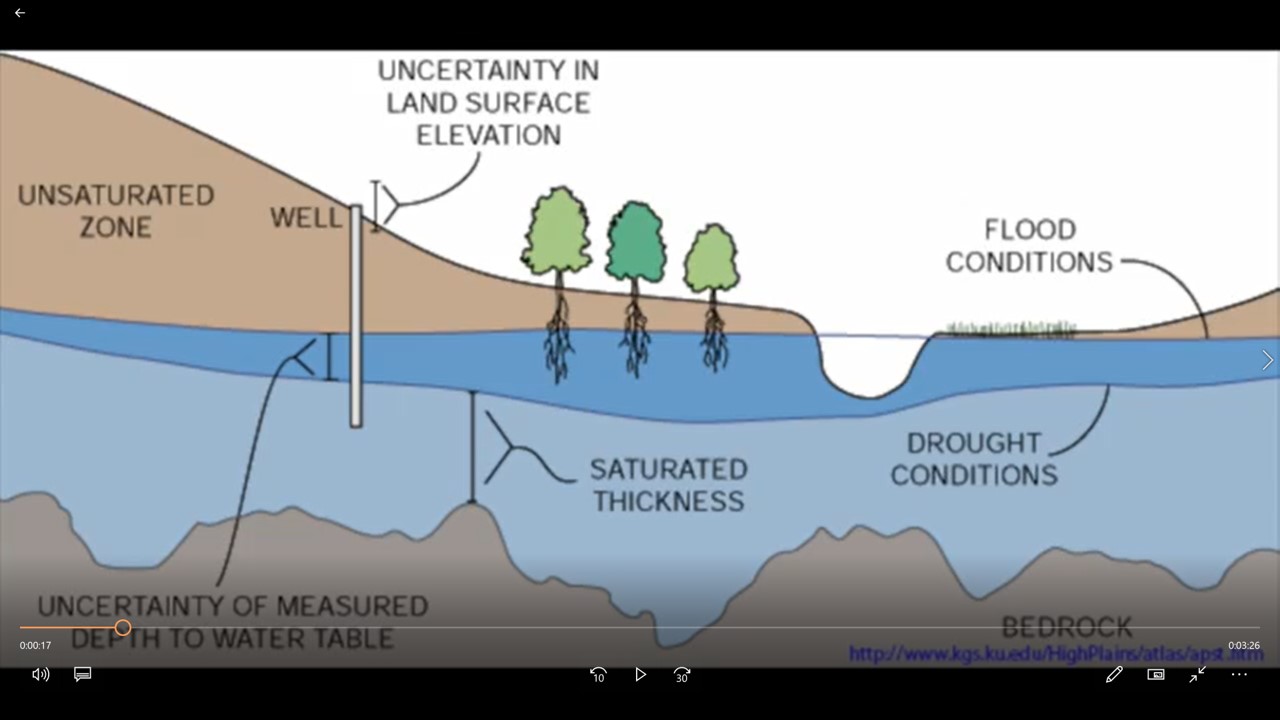 UNCERTAINTY IN
LAND SURFACE
ELEVATION
UNSATURATED
ZONE
WELL
FLOOD
CONDITIONS
DROUGHT
CONDITIONS
SATURATED
THICKNESS
UNCERTAINTY OF MEASURED
DEPTH TO WATER TABLE
BEDROCK
http://www.kgs.ku.edu/HighPlains/atlas/apst.htm
0:00:17
0:03:26
10
30